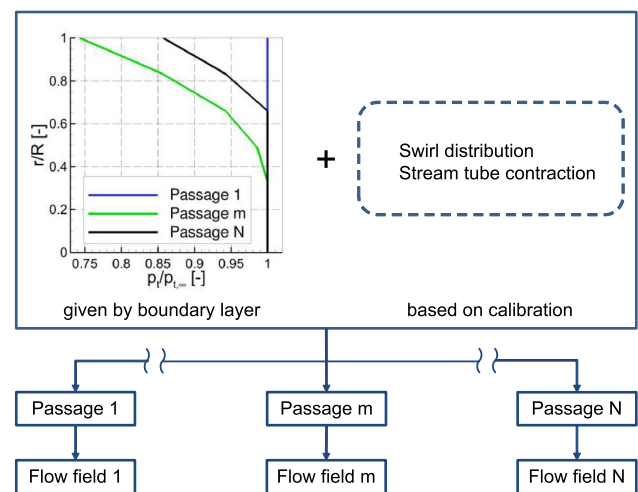 1
0.8
0.6
0.4
0.2
0
r/R [-]
Passage 1
Passage m
Passage N
0.75
0.8
0.85
0.9
0.95
1
pt/pt,∞ [-]
+
Swirl distribution
Stream tube contraction
given by boundary layer
based on calibration
Passage 1
Passage m
Passage N
Flow field 1
Flow field m
Flow field N